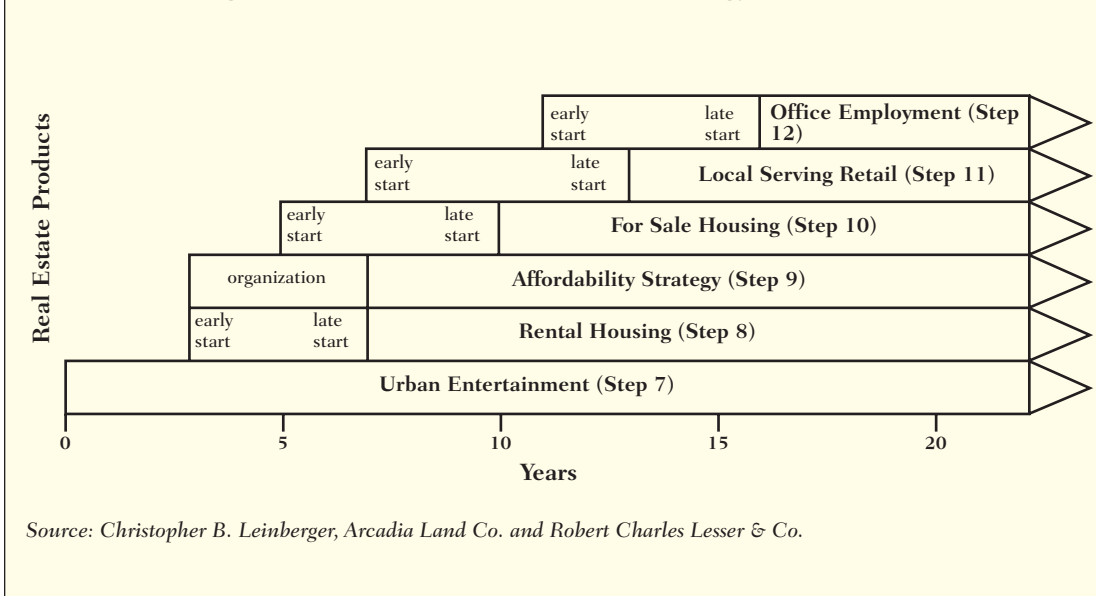 Real Estate Products
early late Office Employment (Step
start start 12)
early late
start start
Local Serving Retail (Step 11)
early late
start start
For Sale Housing (Step 10)
organization Affordability Strategy (Step 9)
early late
start start
Rental Housing (Step 8)
Urban Entertainment (Step 7)
0 5 10 15 20
Years
Source: Christopher B. Leinberger, Arcadia Land Co. and Robert Charles Lesser & Co.